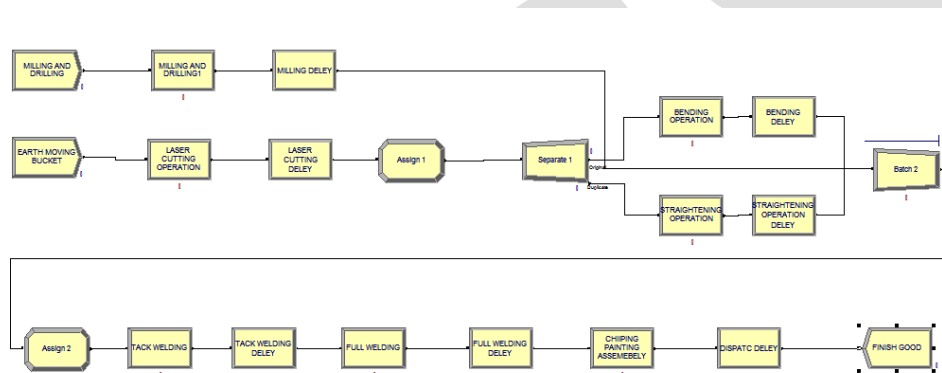 MILLING AND
DRILLING
MILLING AND
DRILLING1
MILLING DELEY
BENDING
OPERATION
BENDING
DELEY
EARTH MOVING
BUCKET
LASER
CUTTING
OPERATION
LASER
CUTTING
DELEY
Assign 1
Separate 1
Original
Duplicate
Batch 2
STRAIGHTENING
OPERATION
STRAIGHTENING
OPERATION
DELEY
Assign 2
TACK WELDING
TACK WELDING
DELEY
FULL WELDING
FULL WELDING
DELEY
CHIIPING
PAINTING
ASSEMEBELY
DISPATC DELEY
FINISH GOOD